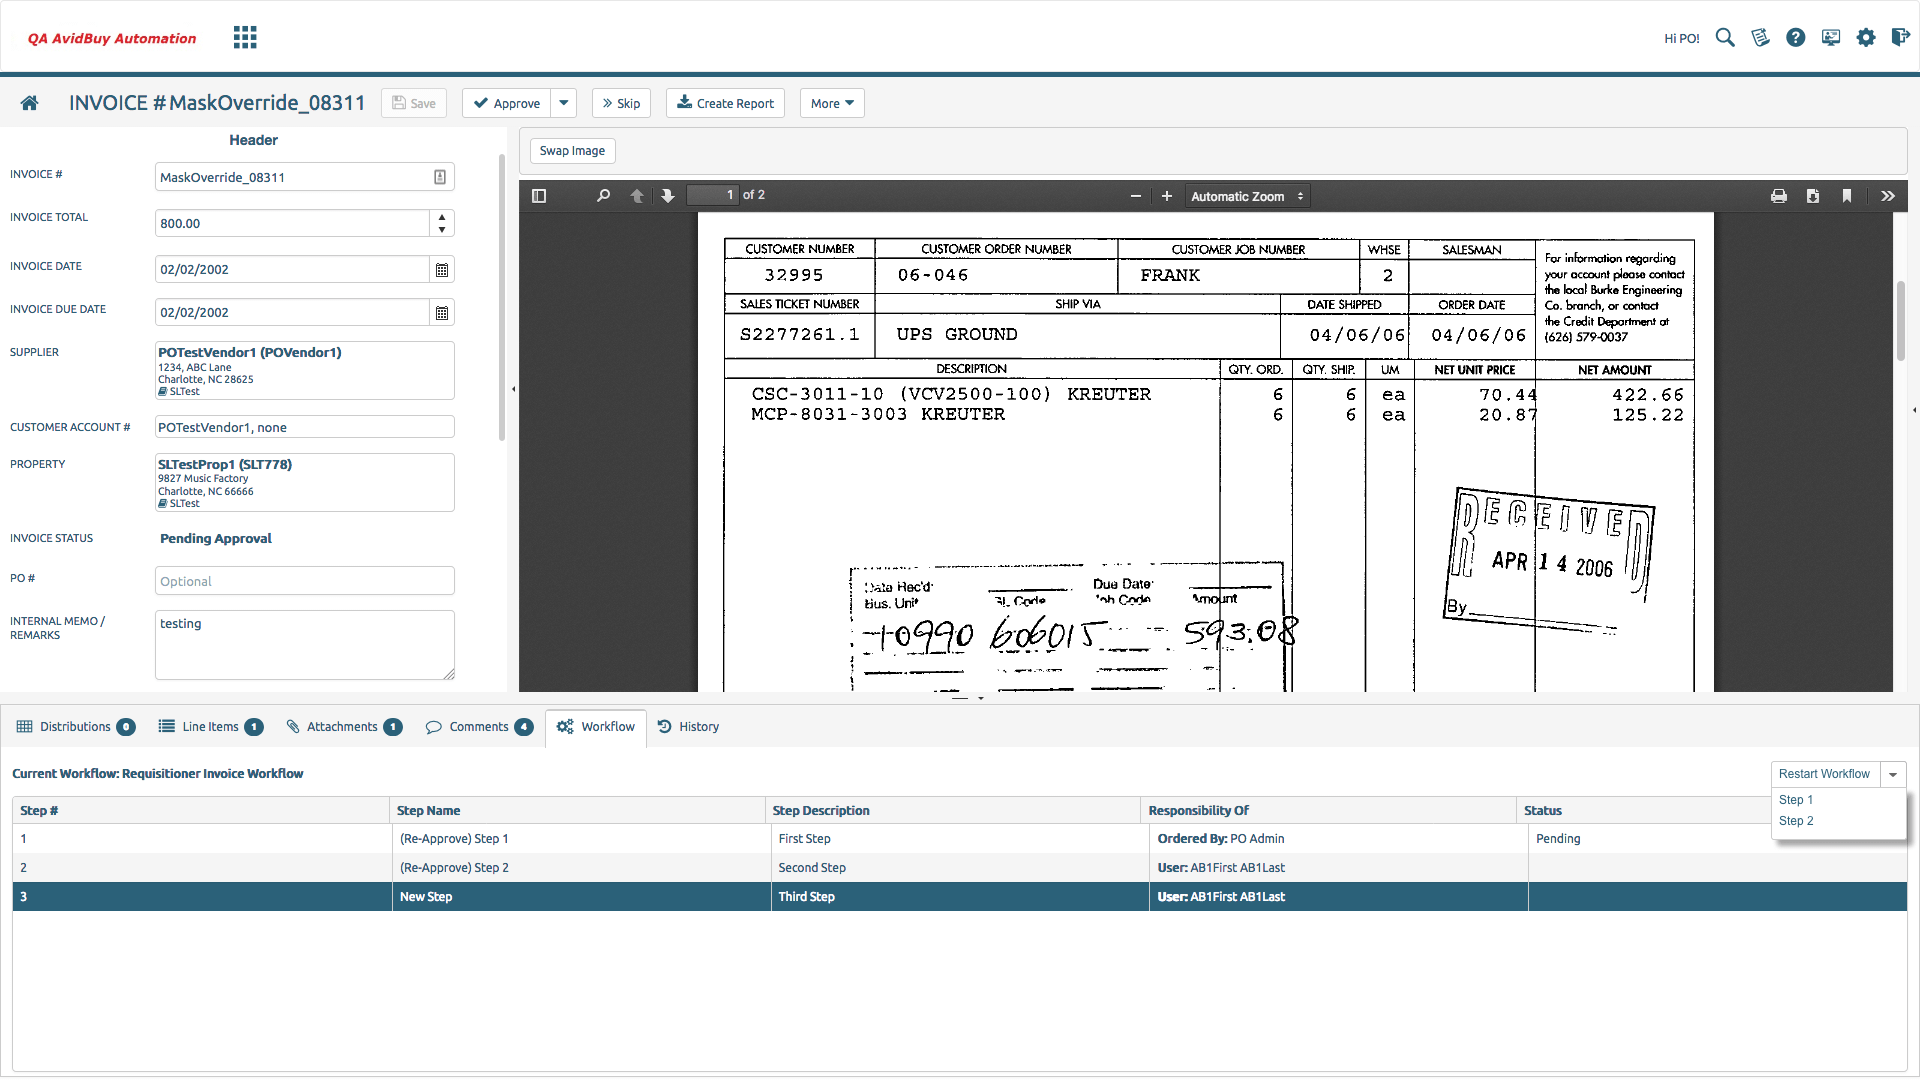 QA AvidBuy Automation
Hi PO!
INVOICE # MaskOverride_08311
Save
Approve
Skip
Create Report
More
Header
INVOICE #
MaskOverride_08311
INVOICE TOTAL
800.00
INVOICE DATE
02/02/2002
INVOICE DUE DATE
02/02/2002
SUPPLIER
POTestVendor1 (POVendor1)
1234, ABC Lane
Charlotte, NC 28625
SLTest
CUSTOMER ACCOUNT #
POTestVendor1, none
PROPERTY
SLTestProp1 (SLT778)
9827 Music Factory
Charlotte, NC 66666
SLTest
INVOICE STATUS
Pending Approval
PO #
Optional
INTERNAL MEMO /
REMARKS
testing
Swap Image
1 of 2
Automatic Zoom
CUSTOMER NUMBER CUSTOMER ORDER NUMBER CUSTOMER JOB NUMBER WHSE SALESMAN
32995 06-046 FRANK 2
For information regarding
your account please contact
the local Burke Engineering
Co. branch, or contact
the Credit Department at
(626) 579-0037
SALES TICKET NUMBER SHIP VIA DATE SHIPPED ORDER DATE
S2277261.1 UPS GROUND 04/06/06 04/06/06
DESCRIPTION QTY. ORD. QTY. SHIP. UM NET UNIT PRICE NET AMOUNT
CSC-3011-10 (VCV2500-100) KREUTER 6 6 ea 70.44 422.66
MCP-8031-3003 KREUTER 6 6 ea 20.87 125.22
RECEIVED
APR 14 2006
By
Date Rec'd: Due Date:
Bus. Unit GL Code Job Code Amount
10990 606015 593.08
Distributions 0
Line Items 1
Attachments 1
Comments 4
Workflow
History
Current Workflow: Requisitioner Invoice Workflow
Restart Workflow
Step 1
Step 2
Step # Step Name Step Description Responsibility Of Status
1 (Re-Approve) Step 1 First Step Ordered By: PO Admin Pending
2 (Re-Approve) Step 2 Second Step User: AB1First AB1Last
3 New Step Third Step User: AB1First AB1Last